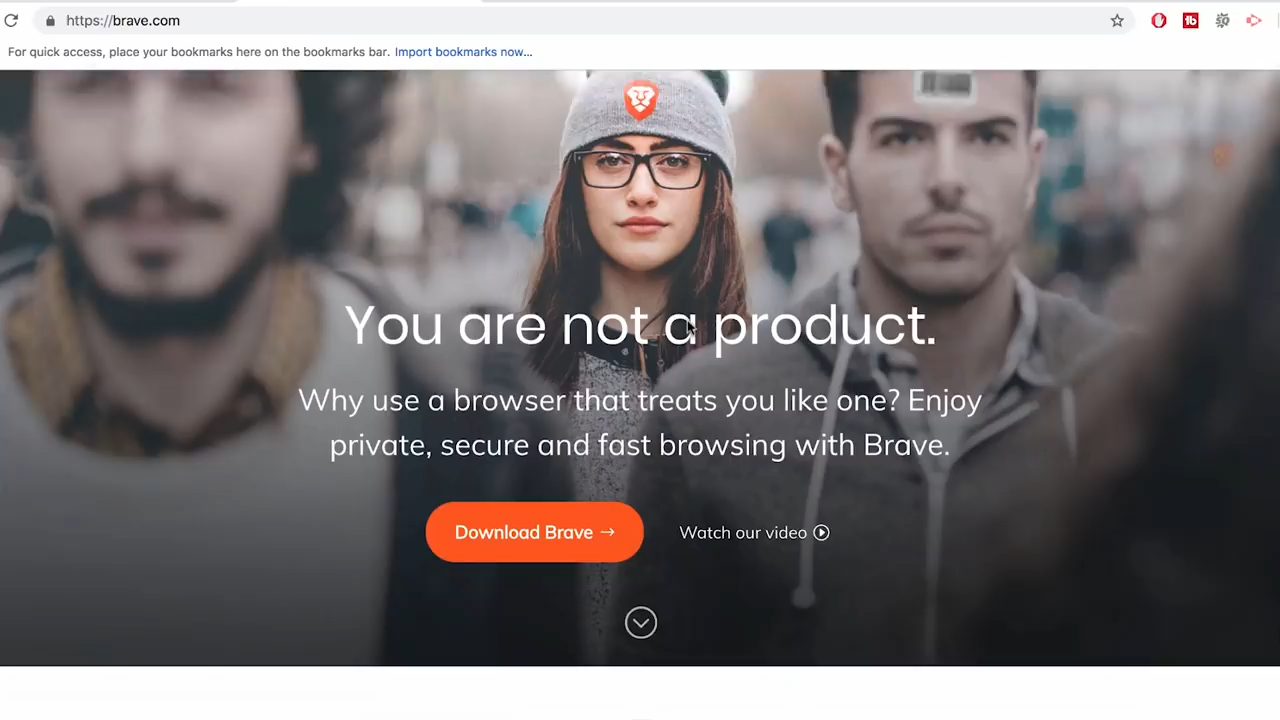 https://brave.com
For quick access, place your bookmarks here on the bookmarks bar. Import bookmarks now...
You are not a product.
Why use a browser that treats you like one? Enjoy
private, secure and fast browsing with Brave.
Download Brave →
Watch our video